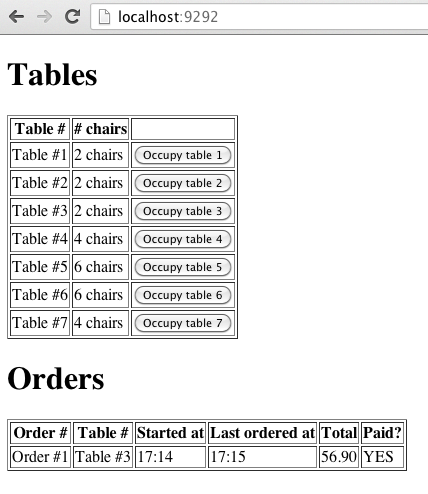 localhost:9292
Tables
Table # # chairs
Table #1 2 chairs Occupy table 1
Table #2 2 chairs Occupy table 2
Table #3 2 chairs Occupy table 3
Table #4 4 chairs Occupy table 4
Table #5 6 chairs Occupy table 5
Table #6 6 chairs Occupy table 6
Table #7 4 chairs Occupy table 7
Orders
Order # Table # Started at Last ordered at Total Paid?
Order #1 Table #3 17:14 17:15 56.90 YES